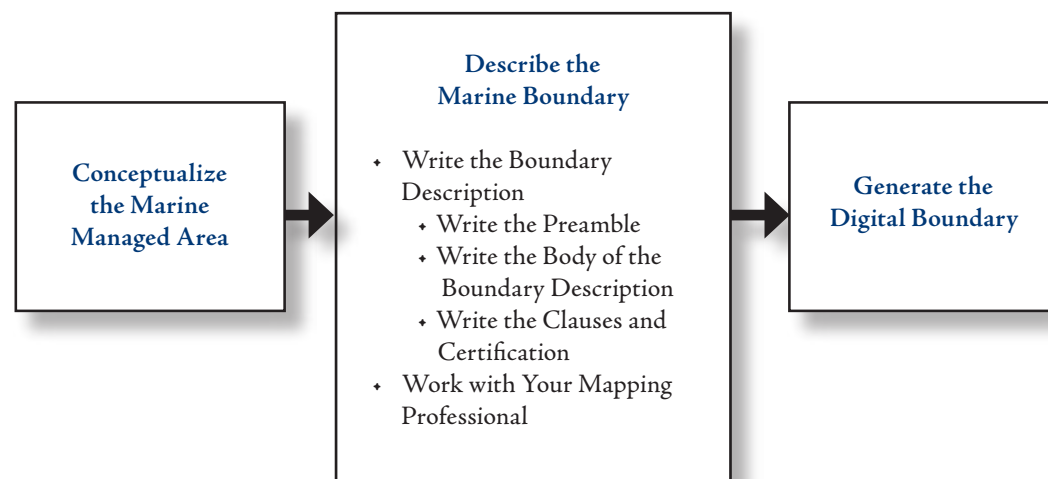 Conceptualize
the Marine
Managed Area
Describe the
Marine Boundary
✦ Write the Boundary
Description
✦ Write the Preamble
✦ Write the Body of the
Boundary Description
✦ Write the Clauses and
Certification
✦ Work with Your Mapping
Professional
Generate the
Digital Boundary